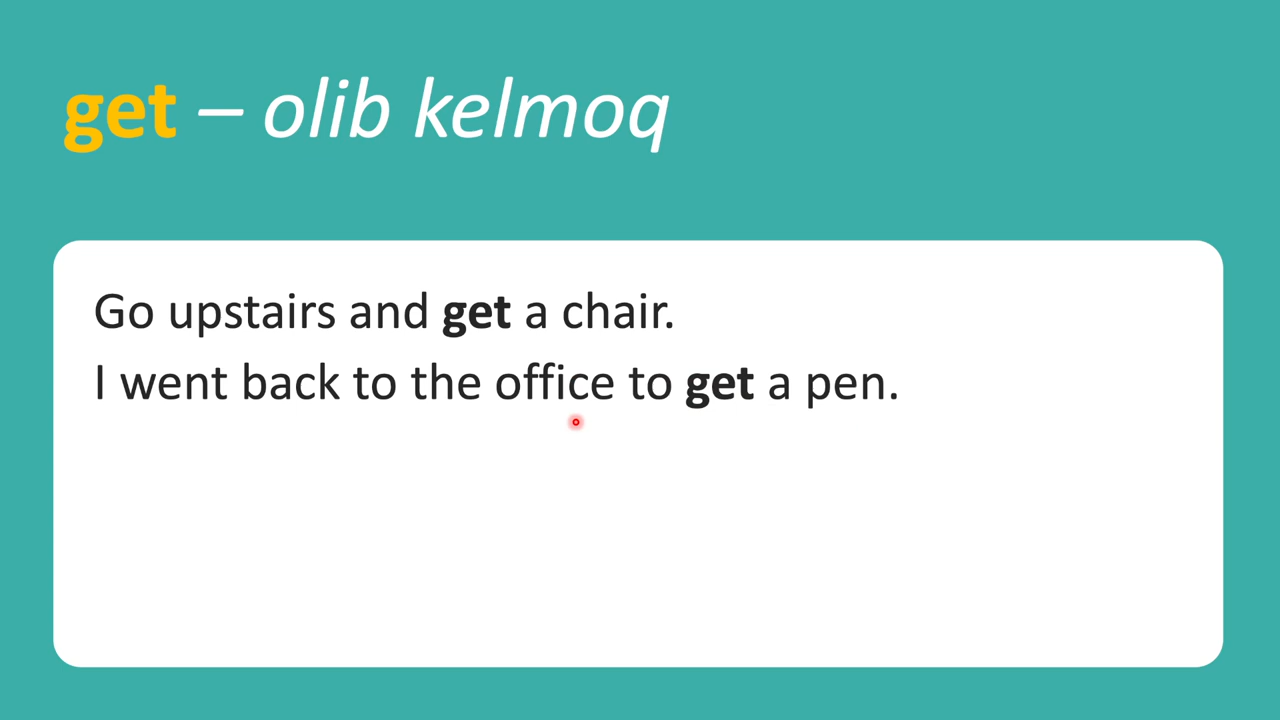 get – olib kelmoq
Go upstairs and get a chair.
I went back to the office to get a pen.